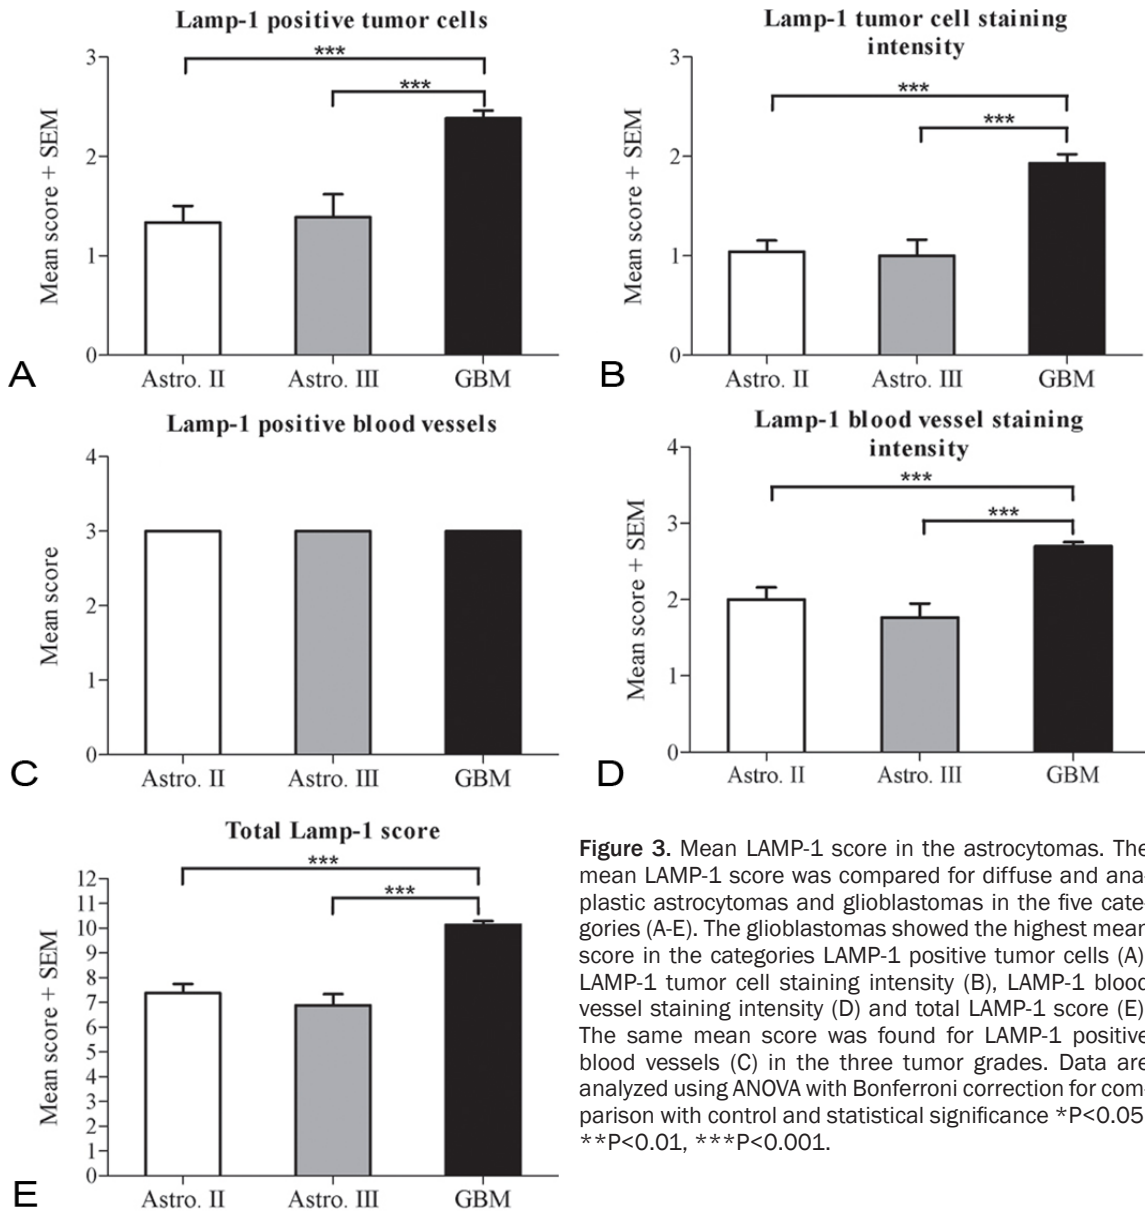 Lamp-1 positive tumor cells
***
***
3
2
1
0
Mean score + SEM
Astro. II Astro. III GBM
A
Lamp-1 tumor cell staining
intensity
***
***
3
2
1
0
Mean score + SEM
Astro. II Astro. III GBM
B
Lamp-1 positive blood vessels
4
3
2
1
0
Mean score
Astro. II Astro. III GBM
C
Lamp-1 blood vessel staining
intensity
***
***
4
3
2
1
0
Mean score + SEM
Astro. II Astro. III GBM
D
Total Lamp-1 score
***
***
12
11
10
9
8
7
6
5
4
3
2
1
0
Mean score + SEM
Astro. II Astro. III GBM
E
Figure 3. Mean LAMP-1 score in the astrocytomas. The
mean LAMP-1 score was compared for diffuse and ana-
plastic astrocytomas and glioblastomas in the five cate-
gories (A-E). The glioblastomas showed the highest mean
score in the categories LAMP-1 positive tumor cells (A)
LAMP-1 tumor cell staining intensity (B), LAMP-1 blood
vessel staining intensity (D) and total LAMP-1 score (E)
The same mean score was found for LAMP-1 positive
blood vessels (C) in the three tumor grades. Data are
analyzed using ANOVA with Bonferroni correction for com-
parison with control and statistical significance *P<0.05
**P<0.01, ***P<0.001.